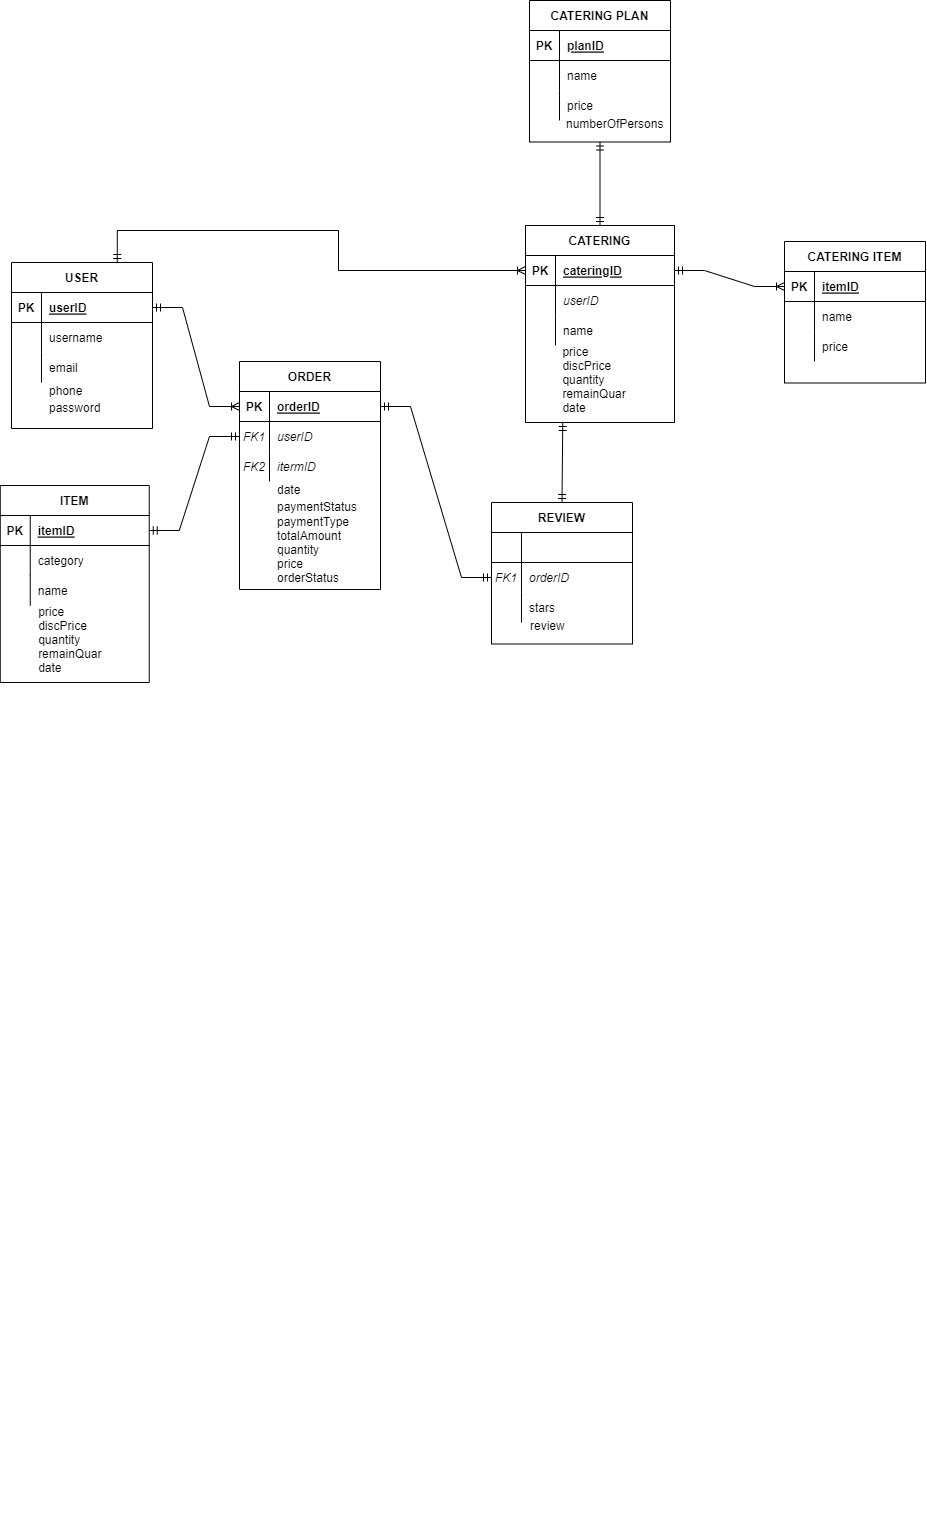 CATERING PLAN
PK planID
name
price
numberOfPersons
CATERING
PK cateringID
userID
name
price
discPrice
quantity
remainQuar
date
CATERING ITEM
PK itemID
name
price
USER
PK userID
username
email
phone
password
ORDER
PK orderID
FK1 userID
FK2 itermID
date
paymentStatus
paymentType
totalAmount
quantity
price
orderStatus
ITEM
PK itemID
category
name
price
discPrice
quantity
remainQuar
date
REVIEW
FK1 orderID
stars
review